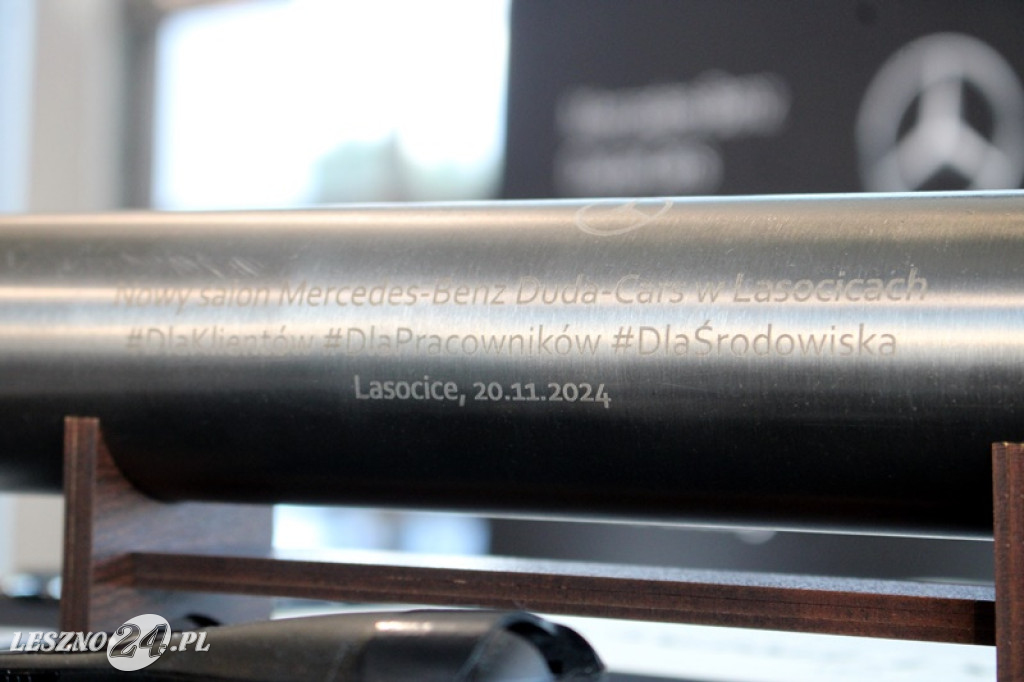 Nowy salon Mercedes-Benz Duda-Cars w Lasocicach
#DlaKlientów #DlaPracowników #DlaŚrodowiska
Lasocice, 20.11.2024
LESZNO24.PL